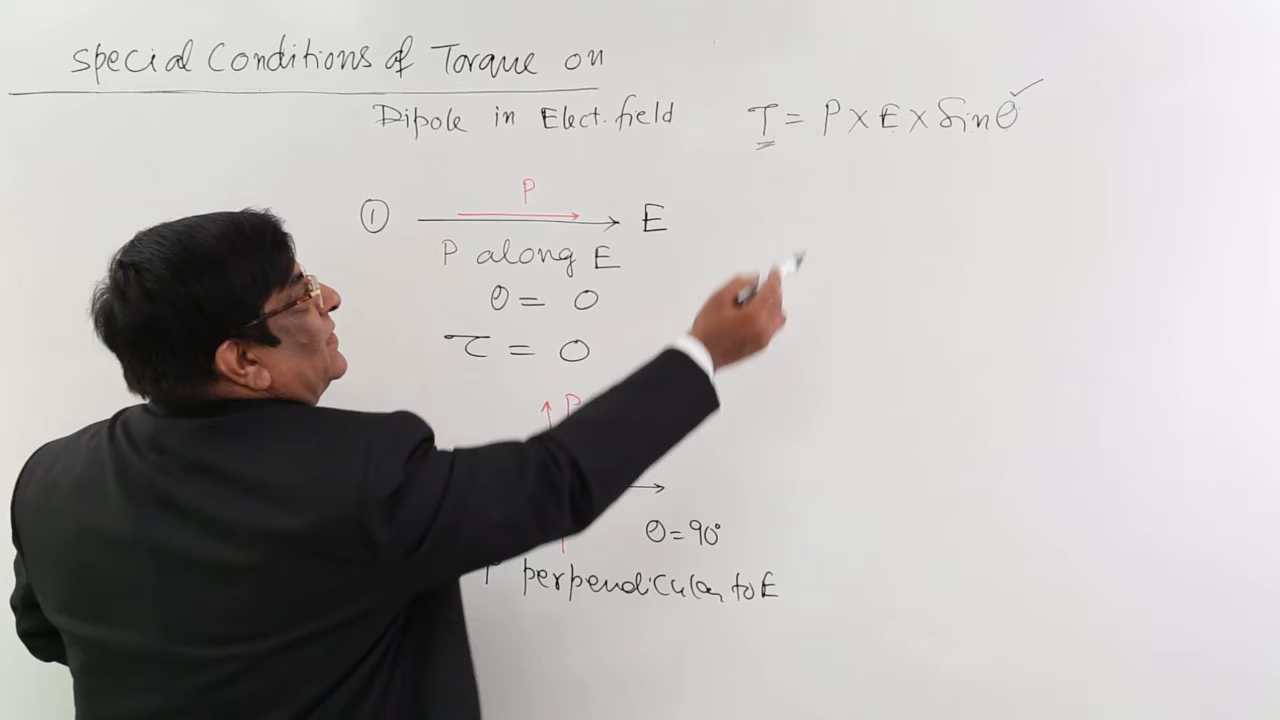 Special Conditions of Torque on
Dipole in Elect. field
τ = P × E × Sinθ
① P
E
P along E
θ = 0
τ = 0
P
θ = 90°
P perpendicular to E